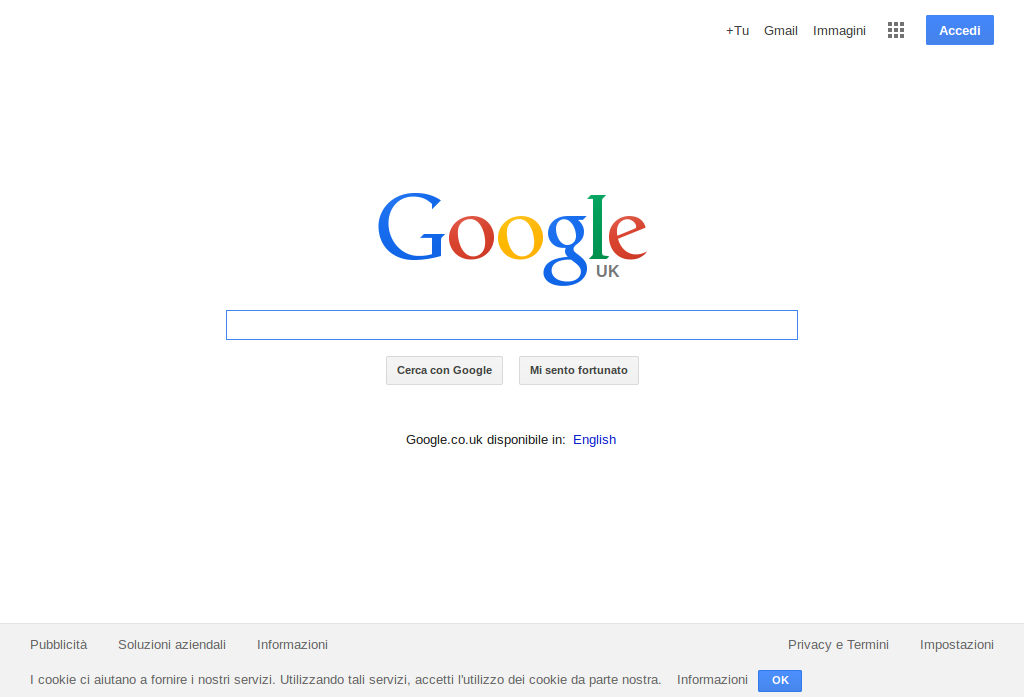 +Tu Gmail Immagini Accedi
Google
UK
Cerca con Google Mi sento fortunato
Google.co.uk disponibile in: English
Pubblicità Soluzioni aziendali Informazioni Privacy e Termini Impostazioni
I cookie ci aiutano a fornire i nostri servizi. Utilizzando tali servizi, accetti l'utilizzo dei cookie da parte nostra. Informazioni OK